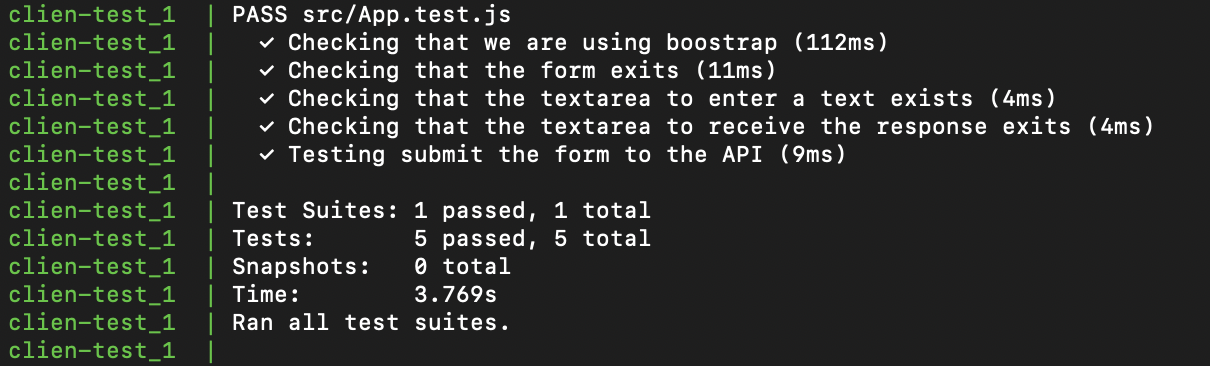 clien-test_1 | PASS src/App.test.js
clien-test_1 | ✓ Checking that we are using boostrap (112ms)
clien-test_1 | ✓ Checking that the form exits (11ms)
clien-test_1 | ✓ Checking that the textarea to enter a text exists (4ms)
clien-test_1 | ✓ Checking that the textarea to receive the response exits (4ms)
clien-test_1 | ✓ Testing submit the form to the API (9ms)
clien-test_1 |
clien-test_1 | Test Suites: 1 passed, 1 total
clien-test_1 | Tests: 5 passed, 5 total
clien-test_1 | Snapshots: 0 total
clien-test_1 | Time: 3.769s
clien-test_1 | Ran all test suites.
clien-test_1 |